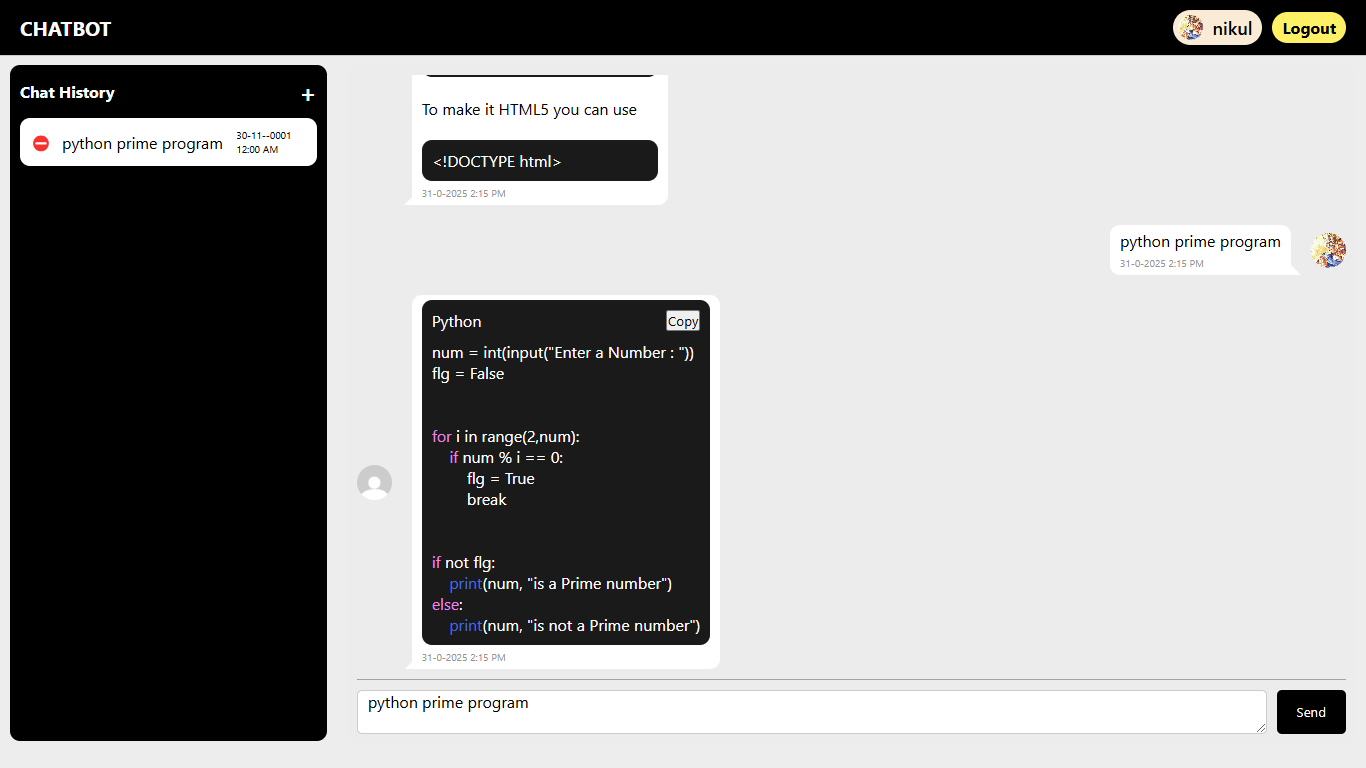 CHATBOT
nikul
Logout
Chat History
+
python prime program
30-11--0001
12:00 AM
To make it HTML5 you can use
<!DOCTYPE html>
31-0-2025 2:15 PM
python prime program
31-0-2025 2:15 PM
Python
Copy
num = int(input("Enter a Number : "))
flg = False
for i in range(2,num):
    if num % i == 0:
        flg = True
        break
if not flg:
    print(num, "is a Prime number")
else:
    print(num, "is not a Prime number")
31-0-2025 2:15 PM
python prime program
Send